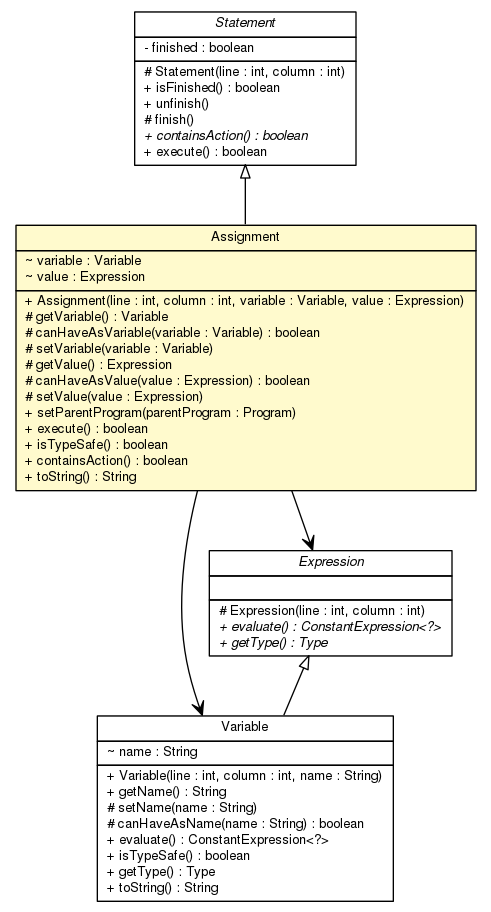 Statement
- finished : boolean
# Statement(line : int, column : int)
+ isFinished() : boolean
+ unfinish()
# finish()
+ containsAction() : boolean
+ execute() : boolean
Assignment
~ variable : Variable
~ value : Expression
+ Assignment(line : int, column : int, variable : Variable, value : Expression)
# getVariable() : Variable
# canHaveAsVariable(variable : Variable) : boolean
# setVariable(variable : Variable)
# getValue() : Expression
# canHaveAsValue(value : Expression) : boolean
# setValue(value : Expression)
+ setParentProgram(parentProgram : Program)
+ execute() : boolean
+ isTypeSafe() : boolean
+ containsAction() : boolean
+ toString() : String
Expression
# Expression(line : int, column : int)
+ evaluate() : ConstantExpression<?>
+ getType() : Type
Variable
~ name : String
+ Variable(line : int, column : int, name : String)
+ getName() : String
# setName(name : String)
# canHaveAsName(name : String) : boolean
+ evaluate() : ConstantExpression<?>
+ isTypeSafe() : boolean
+ getType() : Type
+ toString() : String